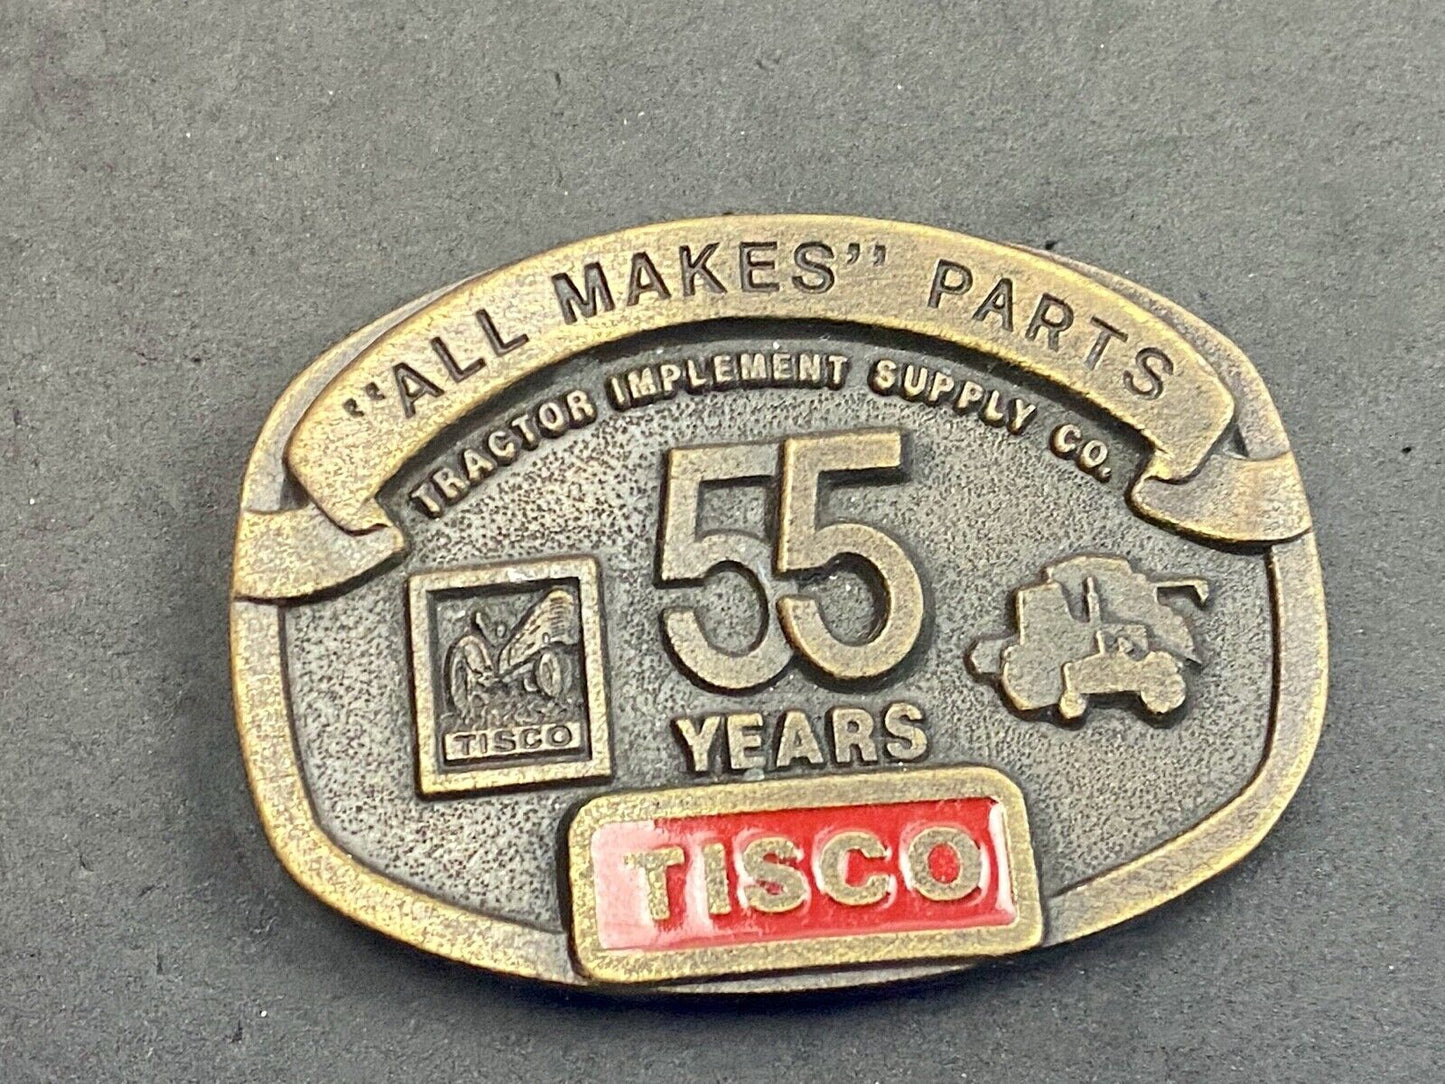 "ALL MAKES" PARTS
TRACTOR IMPLEMENT SUPPLY CO.
55
YEARS
TISCO
TISCO